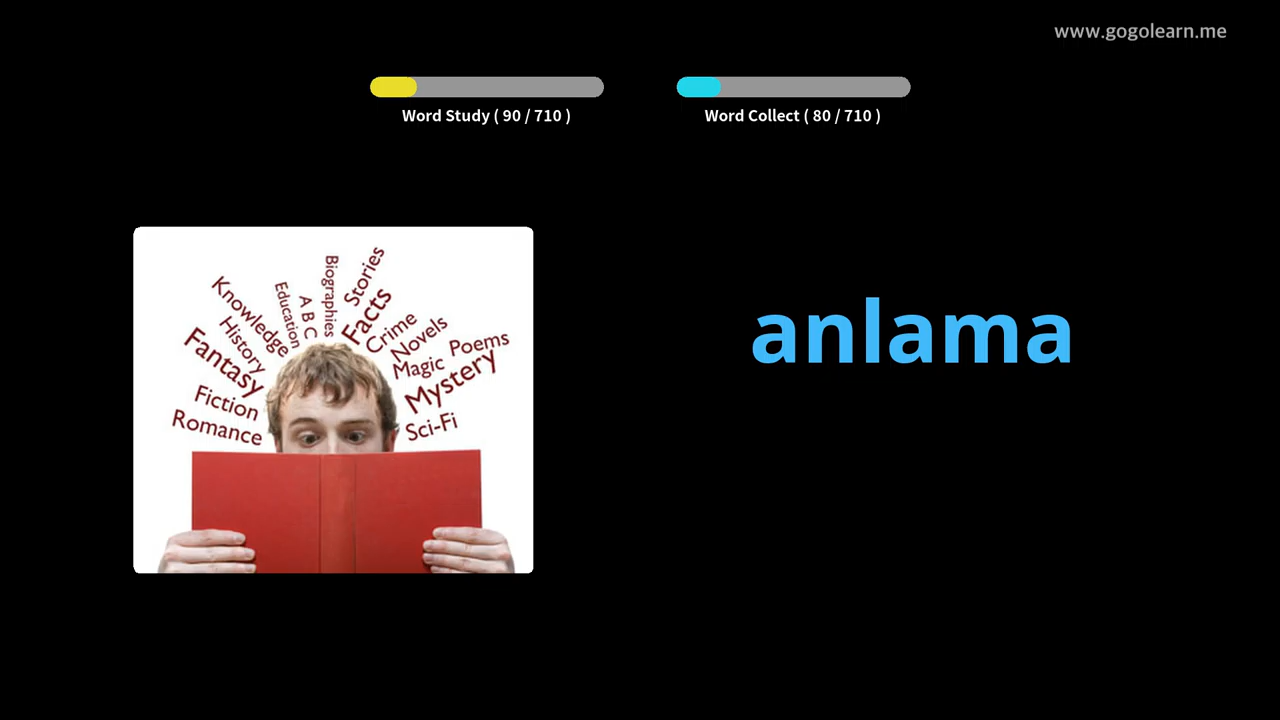 www.gogolearn.me
Word Study ( 90 / 710 )
Word Collect ( 80 / 710 )
Knowledge
Education
A B C
Biographies
Stories
Facts
Crime
Novels
Poems
Magic
Mystery
Sci-Fi
History
Fantasy
Fiction
Romance
anlama